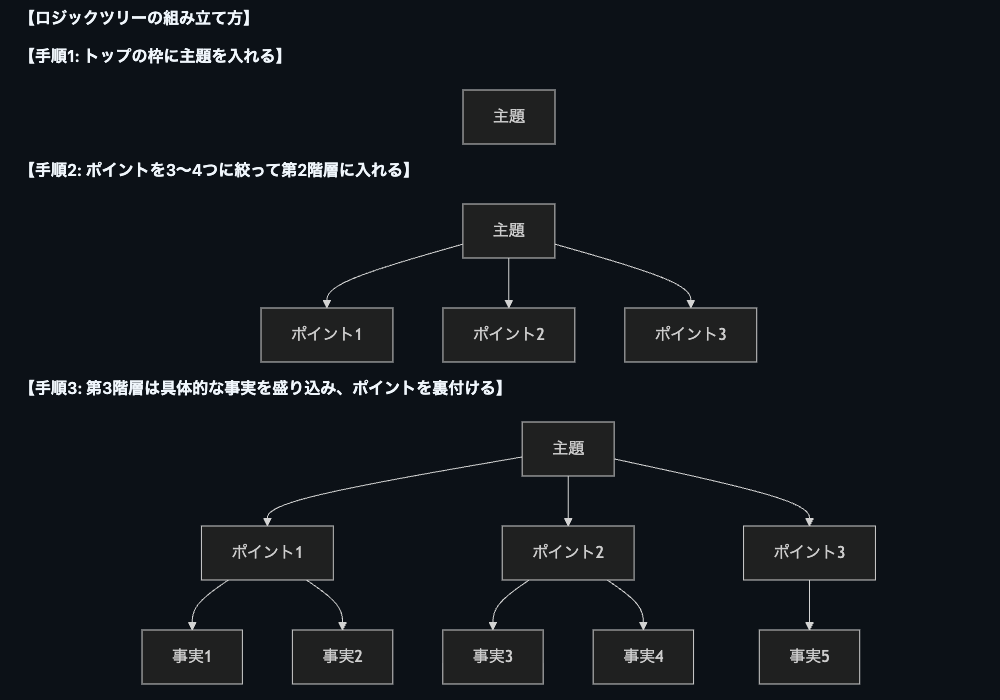 【ロジックツリーの組み立て方】
【手順1: トップの枠に主題を入れる】
主題
【手順2: ポイントを3〜4つに絞って第2階層に入れる】
主題
ポイント1 ポイント2 ポイント3
【手順3: 第3階層は具体的な事実を盛り込み、ポイントを裏付ける】
主題
ポイント1 ポイント2 ポイント3
事実1 事実2 事実3 事実4 事実5